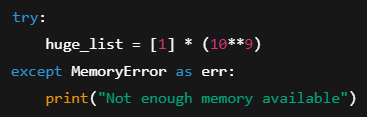 try:
    huge_list = [1] * (10**9)
except MemoryError as err:
    print("Not enough memory available")